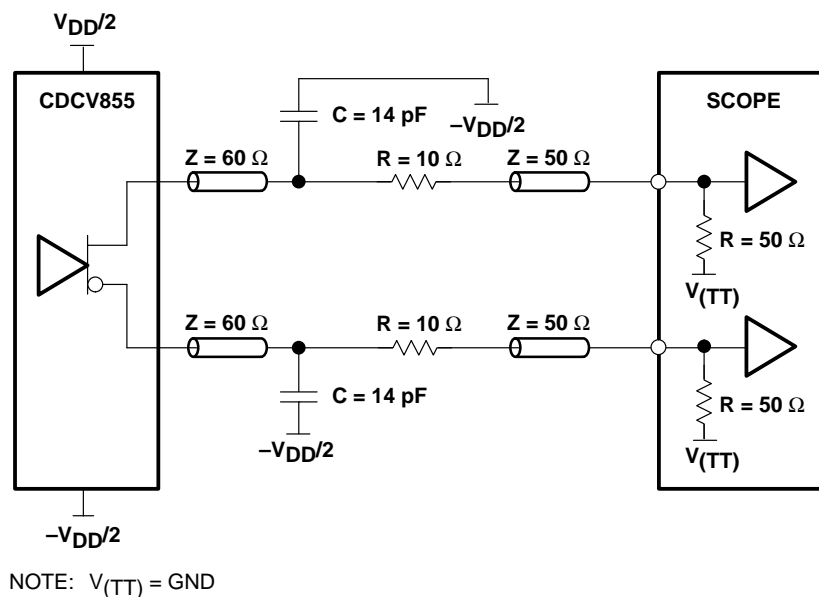 VDD/2
CDCV855
C = 14 pF
–VDD/2
SCOPE
Z = 60 Ω
R = 10 Ω
Z = 50 Ω
R = 50 Ω
V(TT)
Z = 60 Ω
R = 10 Ω
Z = 50 Ω
C = 14 pF
R = 50 Ω
–VDD/2
V(TT)
–VDD/2
NOTE: V(TT) = GND